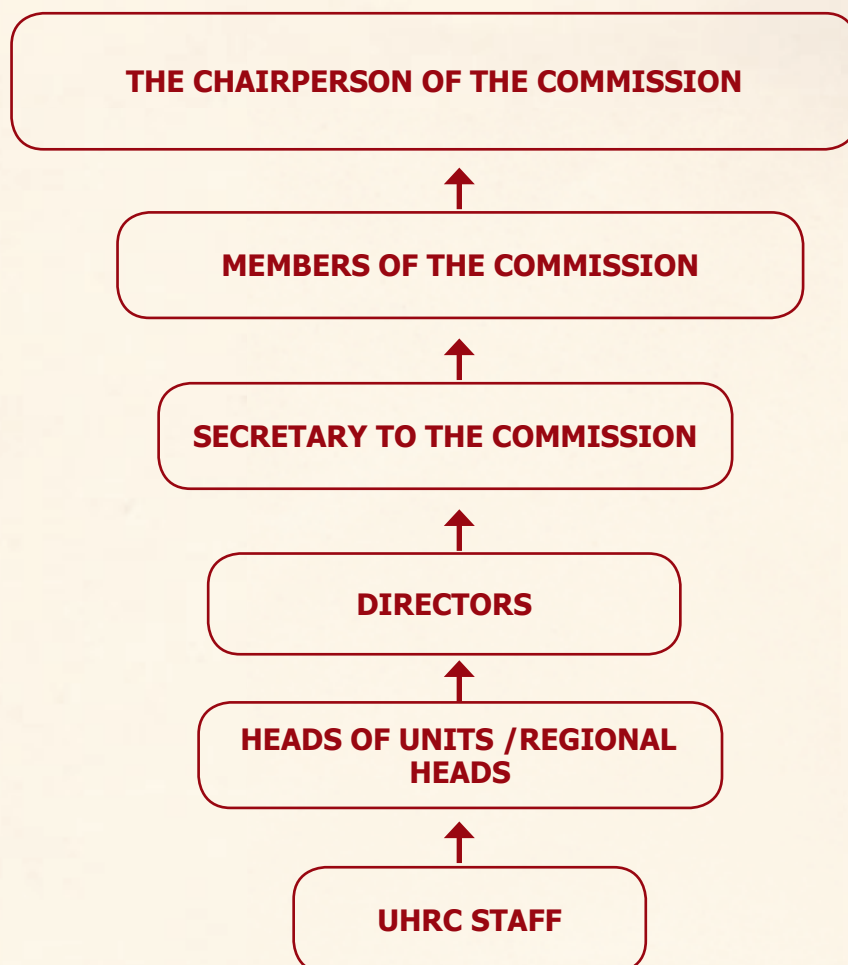 THE CHAIRPERSON OF THE COMMISSION
MEMBERS OF THE COMMISSION
SECRETARY TO THE COMMISSION
DIRECTORS
HEADS OF UNITS /REGIONAL
HEADS
UHRC STAFF